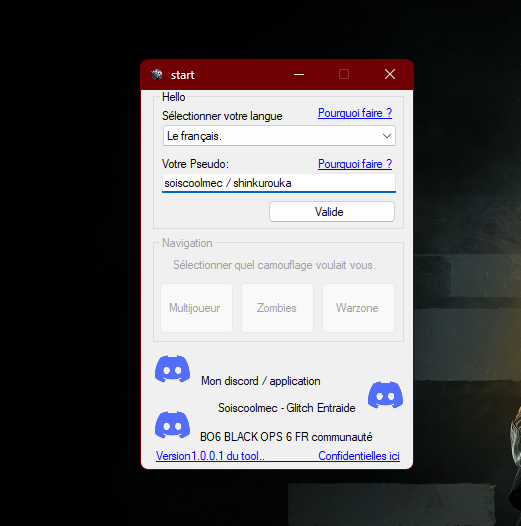 start
Hello
Sélectionner votre langue
Pourquoi faire ?
Le français.
Votre Pseudo:
Pourquoi faire ?
soiscoolmec / shinkurouka
Valide
Navigation
Sélectionner quel camouflage voulait vous.
Multijoueur
Zombies
Warzone
Mon discord / application
Soiscoolmec - Glitch Entraide
BO6 BLACK OPS 6 FR communauté
Version1.0.0.1 du tool..
Confidentielles ici